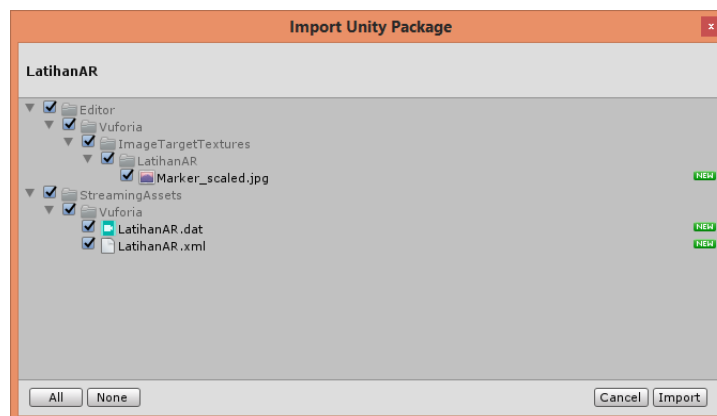 Import Unity Package
x
LatihanAR
Editor
Vuforia
ImageTargetTextures
LatihanAR
Marker_scaled.jpg NEW
StreamingAssets
Vuforia
LatihanAR.dat NEW
LatihanAR.xml NEW
All None Cancel Import